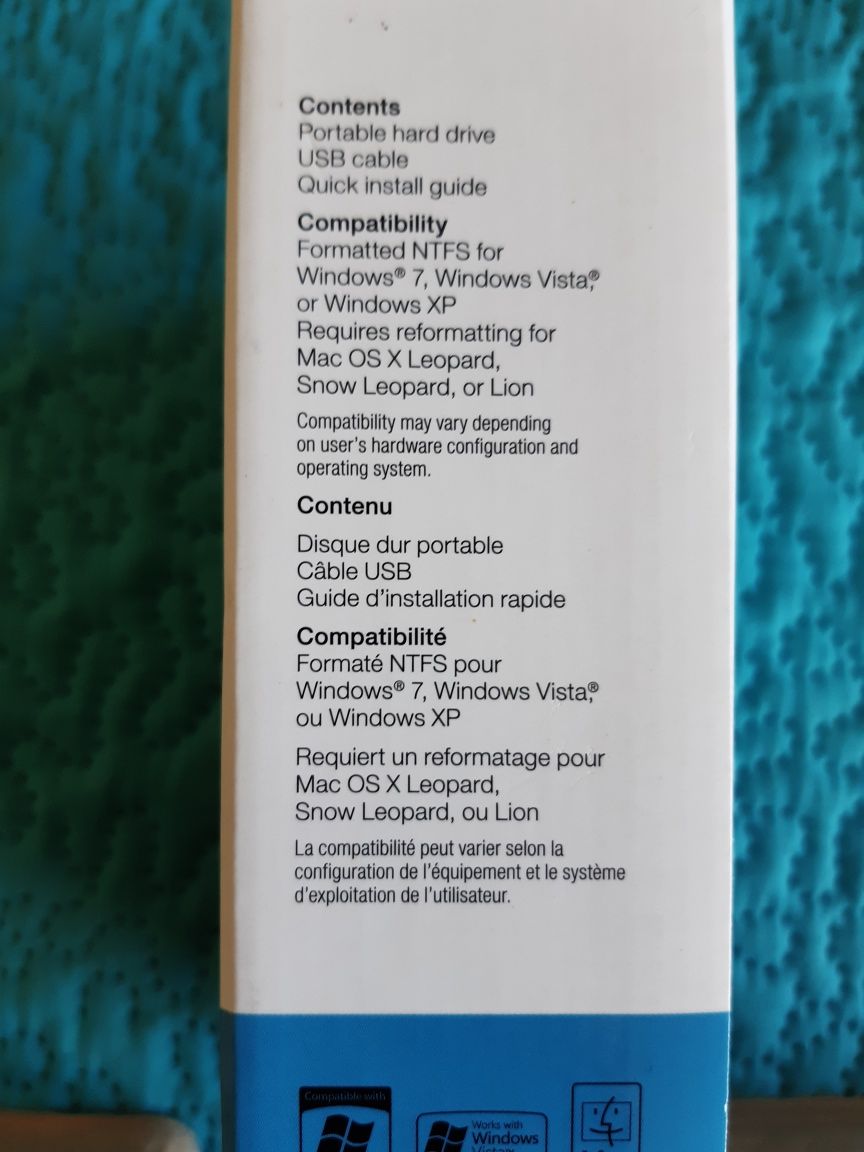 Contents
Portable hard drive
USB cable
Quick install guide
Compatibility
Formatted NTFS for
Windows® 7, Windows Vista,®
or Windows XP
Requires reformatting for
Mac OS X Leopard,
Snow Leopard, or Lion
Compatibility may vary depending
on user's hardware configuration and
operating system.
Contenu
Disque dur portable
Câble USB
Guide d'installation rapide
Compatibilité
Formaté NTFS pour
Windows® 7, Windows Vista,®
ou Windows XP
Requiert un reformatage pour
Mac OS X Leopard,
Snow Leopard, ou Lion
La compatibilité peut varier selon la
configuration de l'équipement et le système
d'exploitation de l'utilisateur.
Compatible with
Works with
Windows